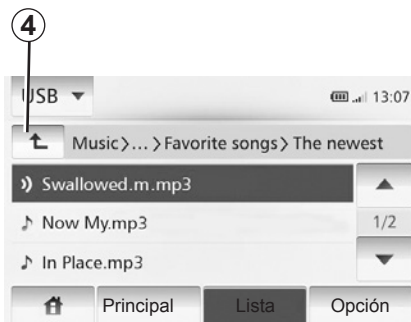 4
USB 13:07
Music > ... > Favorite songs > The newest
Swallowed.m.mp3
Now My.mp3
1/2
In Place.mp3
Principal Lista Opción